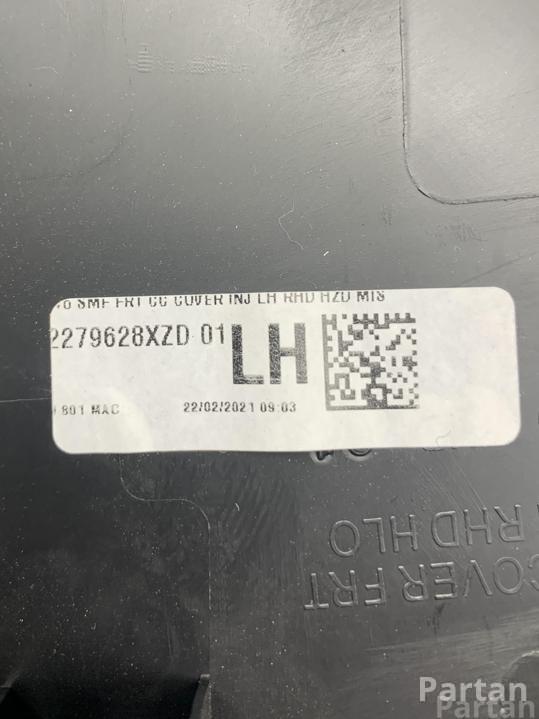 SMF FRT CC COVER INJ LH RHD HZD MIS
2279628XZD 01
LH
801 MAC 22/02/2021 09:03
RHD HLO
COVER FRT
Partan
Partan